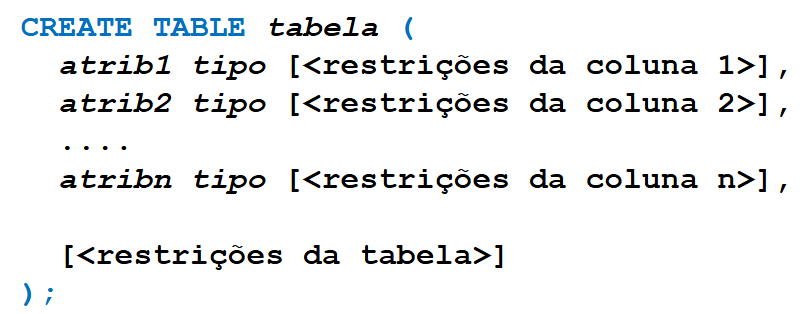 CREATE TABLE tabela (
atrib1 tipo [<restrições da coluna 1>],
atrib2 tipo [<restrições da coluna 2>],
....
atribn tipo [<restrições da coluna n>],
[<restrições da tabela>]
);